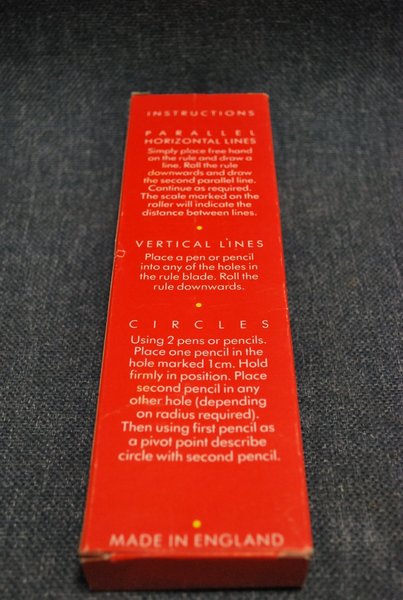 INSTRUCTIONS
PARALLEL
HORIZONTAL LINES
Simply place free hand
on the rule and draw a
line. Roll the rule
downwards and draw
the second parallel line.
Continue as required.
The scale marked on the
roller will indicate the
distance between lines.
VERTICAL LINES
Place a pen or pencil
into any of the holes in
the rule blade. Roll the
rule downwards.
CIRCLES
Using 2 pens or pencils.
Place one pencil in the
hole marked 1cm. Hold
firmly in position. Place
second pencil in any
other hole (depending
on radius required).
Then using first pencil as
a pivot point describe
circle with second pencil.
MADE IN ENGLAND